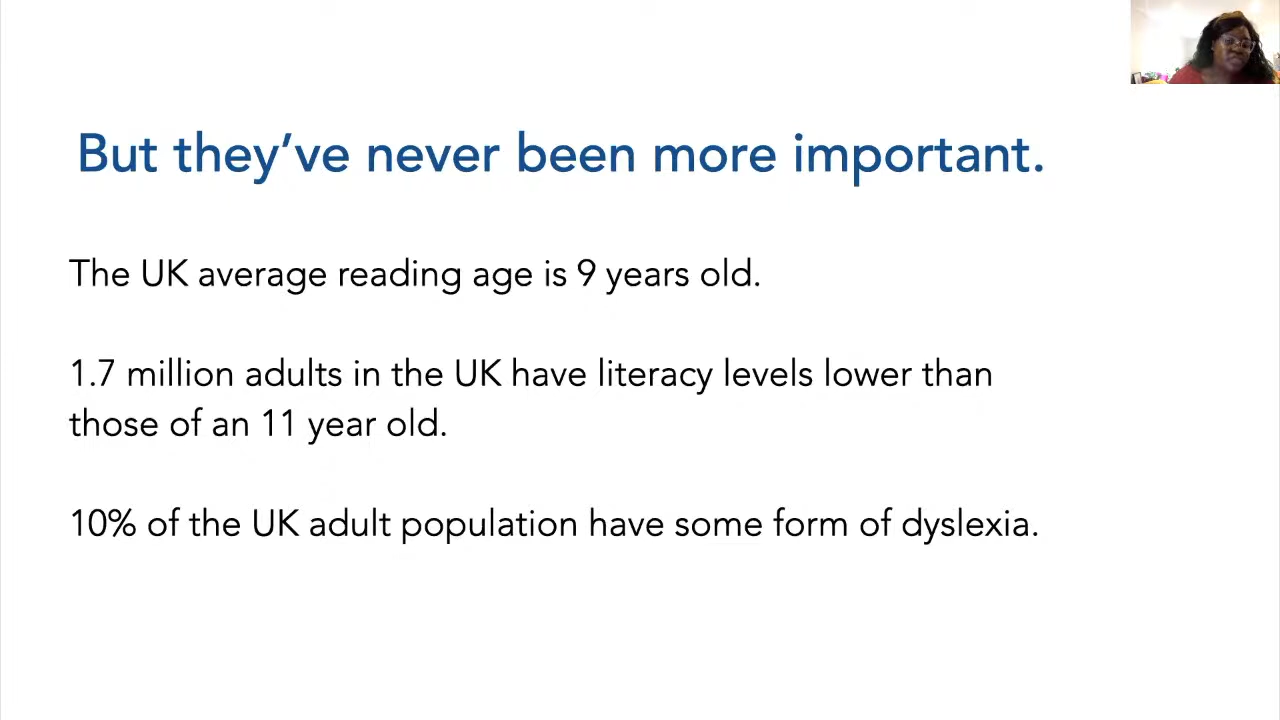 But they’ve never been more important.
The UK average reading age is 9 years old.
1.7 million adults in the UK have literacy levels lower than
those of an 11 year old.
10% of the UK adult population have some form of dyslexia.